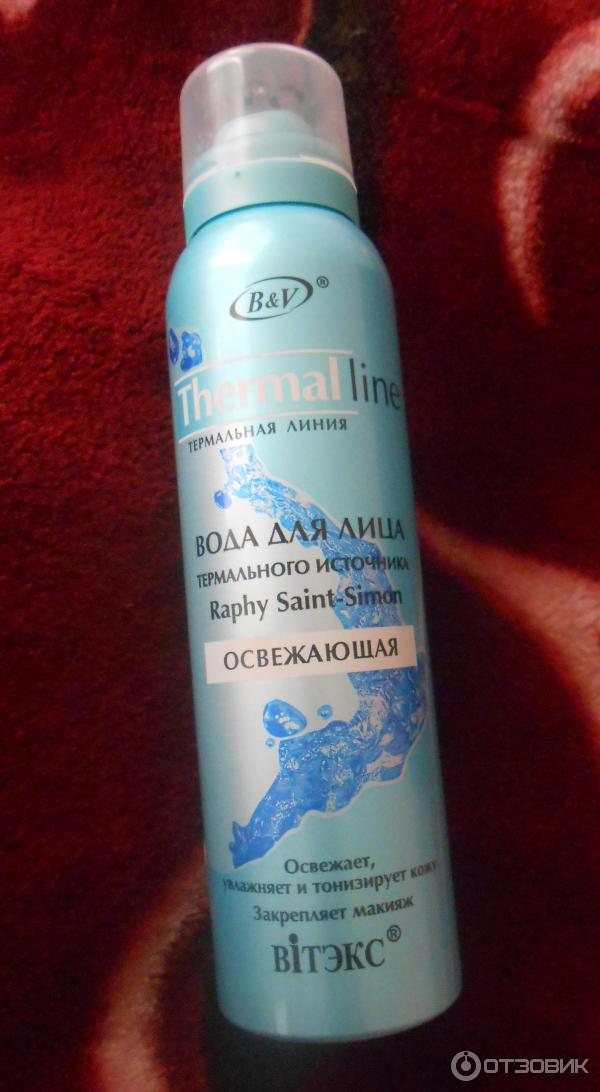 B&V®
Thermal line
ТЕРМАЛЬНАЯ ЛИНИЯ
ВОДА ДЛЯ ЛИЦА
ТЕРМАЛЬНОГО ИСТОЧНИКА
Raphy Saint-Simon
ОСВЕЖАЮЩАЯ
Освежает,
увлажняет и тонизирует кожу
Закрепляет макияж
ВІТЭКС®
ОТЗОВИК